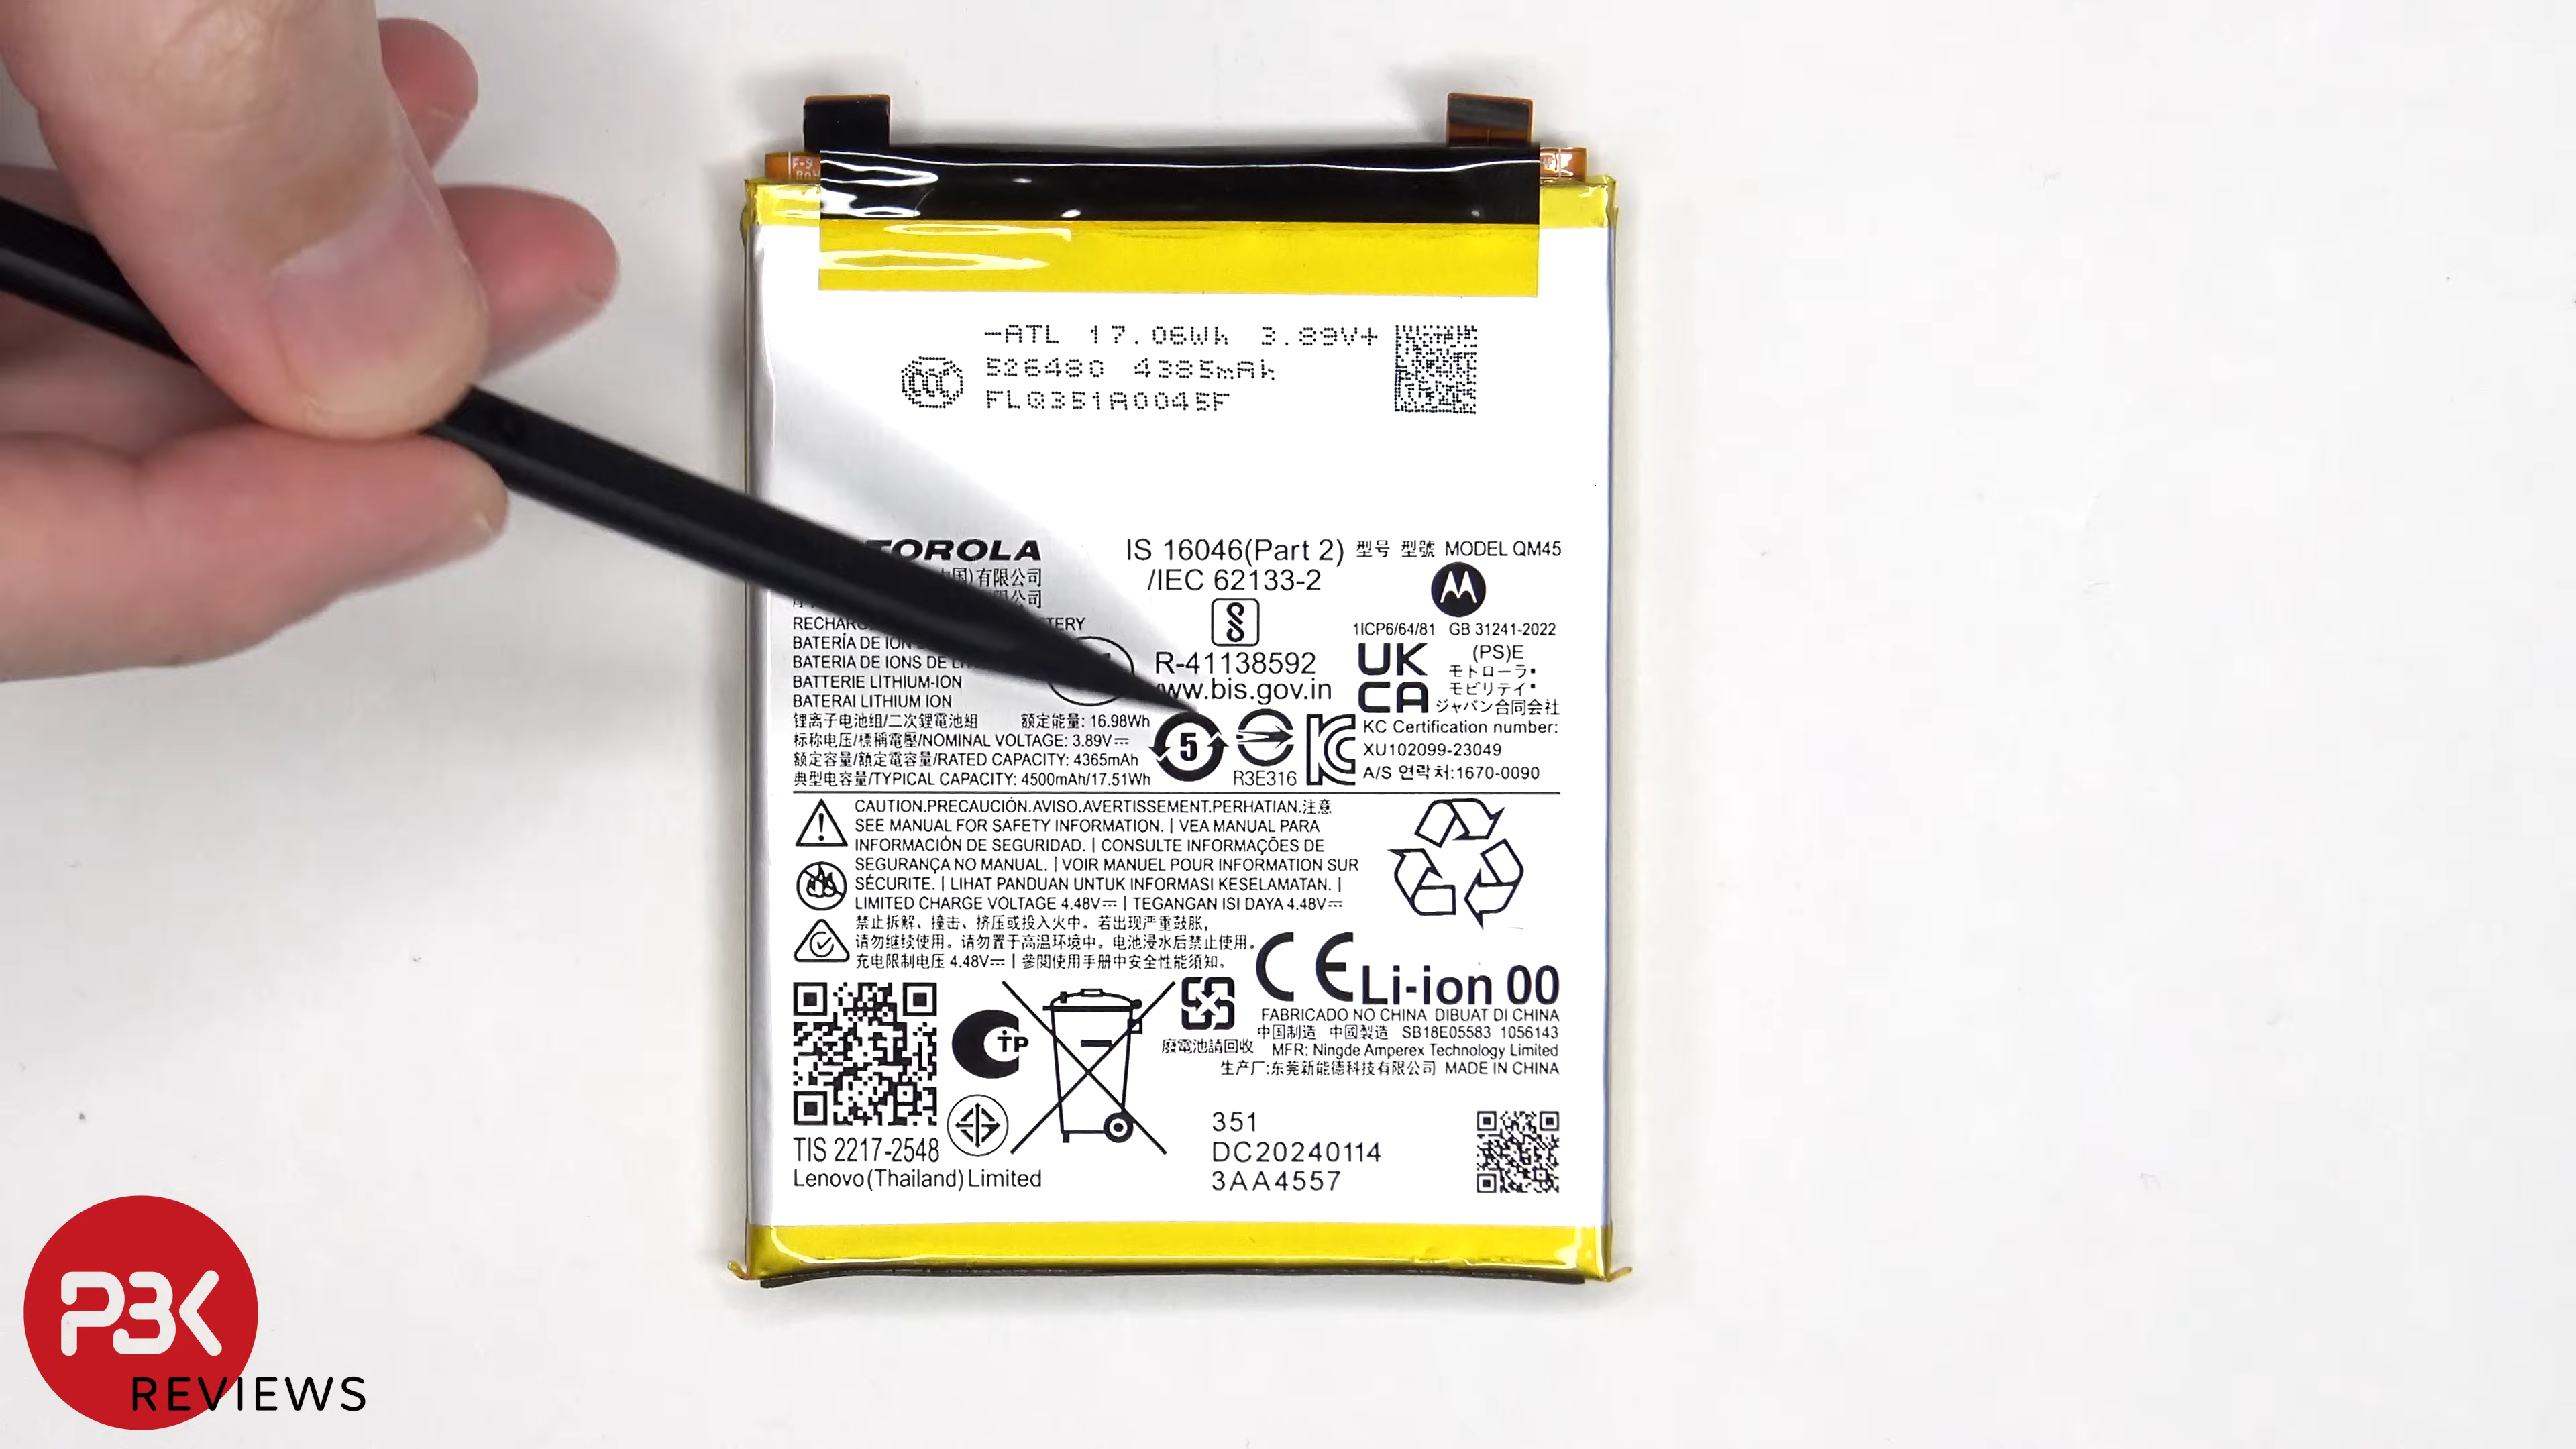 -ATL 17.06Wh 3.89V+
526480 4385mAh
FLQ351A0045F
TOROLA
国)有限公司
限公司
BATERÍA DE ION
BATERIA DE IONS DE
BATTERIE LITHIUM-ION
BATERAI LITHIUM ION
锂离子电池组/二次鋰電池組 额定能量: 16.98Wh
标称电压/標稱電壓/NOMINAL VOLTAGE: 3.89V⎓
额定容量/額定電容量/RATED CAPACITY: 4365mAh
典型电容量/TYPICAL CAPACITY: 4500mAh/17.51Wh
IS 16046(Part 2)
/IEC 62133-2
R-41138592
www.bis.gov.in
5
R3E316
型号 型號 MODEL QM45
1ICP6/64/81 GB 31241-2022
UK
CA
(PS)E
モトローラ・
モビリティ・
ジャパン合同会社
KC Certification number:
XU102099-23049
A/S 연락처:1670-0090
CAUTION.PRECAUCIÓN.AVISO.AVERTISSEMENT.PERHATIAN.注意
SEE MANUAL FOR SAFETY INFORMATION. | VEA MANUAL PARA
INFORMACIÓN DE SEGURIDAD. | CONSULTE INFORMAÇÕES DE
SEGURANÇA NO MANUAL. | VOIR MANUEL POUR INFORMATION SUR
SÉCURITE. | LIHAT PANDUAN UNTUK INFORMASI KESELAMATAN. |
LIMITED CHARGE VOLTAGE 4.48V⎓ | TEGANGAN ISI DAYA 4.48V⎓
禁止拆解、撞击、挤压或投入火中。若出现严重鼓胀,
请勿继续使用。请勿置于高温环境中。电池浸水后禁止使用。
充电限制电压 4.48V⎓ | 參閱使用手册中安全性能須知。
CE Li-ion 00
FABRICADO NO CHINA DIBUAT DI CHINA
中国制造 中國製造 SB18E05583 1056143
廢電池請回收 MFR: Ningde Amperex Technology Limited
生产厂:东莞新能德科技有限公司 MADE IN CHINA
TIS 2217-2548
Lenovo (Thailand) Limited
351
DC20240114
3AA4557
P3K
REVIEWS